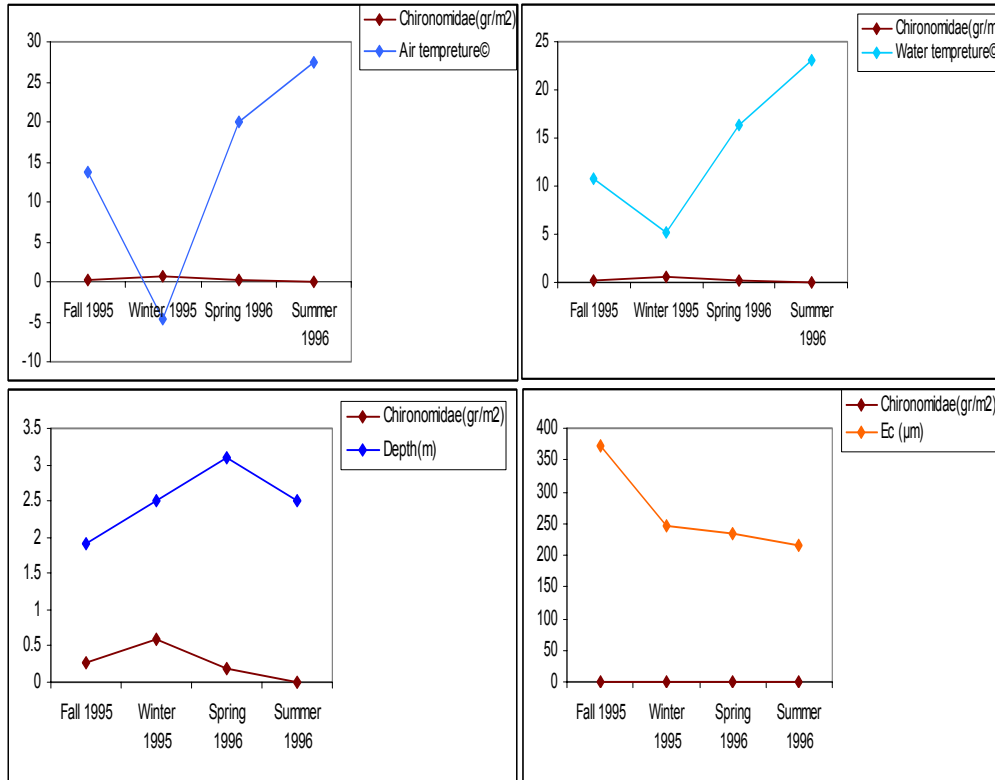 Chironomidae(gr/m2)
Air tempreture©
30
25
20
15
10
5
0
-5
-10
Fall 1995 Winter 1995 Spring 1996 Summer
1996
Chironomidae(gr/m
Water tempreture©
25
20
15
10
5
0
Fall 1995 Winter 1995 Spring 1996 Summer
1996
Chironomidae(gr/m2)
Depth(m)
3.5
3
2.5
2
1.5
1
0.5
0
Fall 1995 Winter Spring Summer
1995 1996 1996
Chironomidae(gr/m2)
Ec (µm)
400
350
300
250
200
150
100
50
0
Fall 1995 Winter Spring Summer
1995 1996 1996